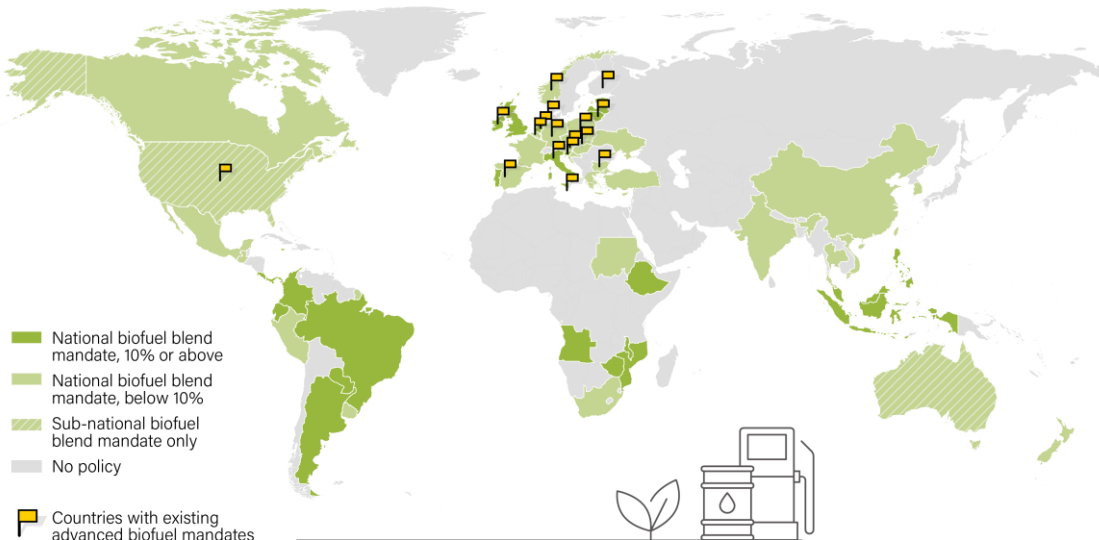 National biofuel blend
mandate, 10% or above
National biofuel blend
mandate, below 10%
Sub-national biofuel
blend mandate only
No policy
Countries with existing
advanced biofuel mandates